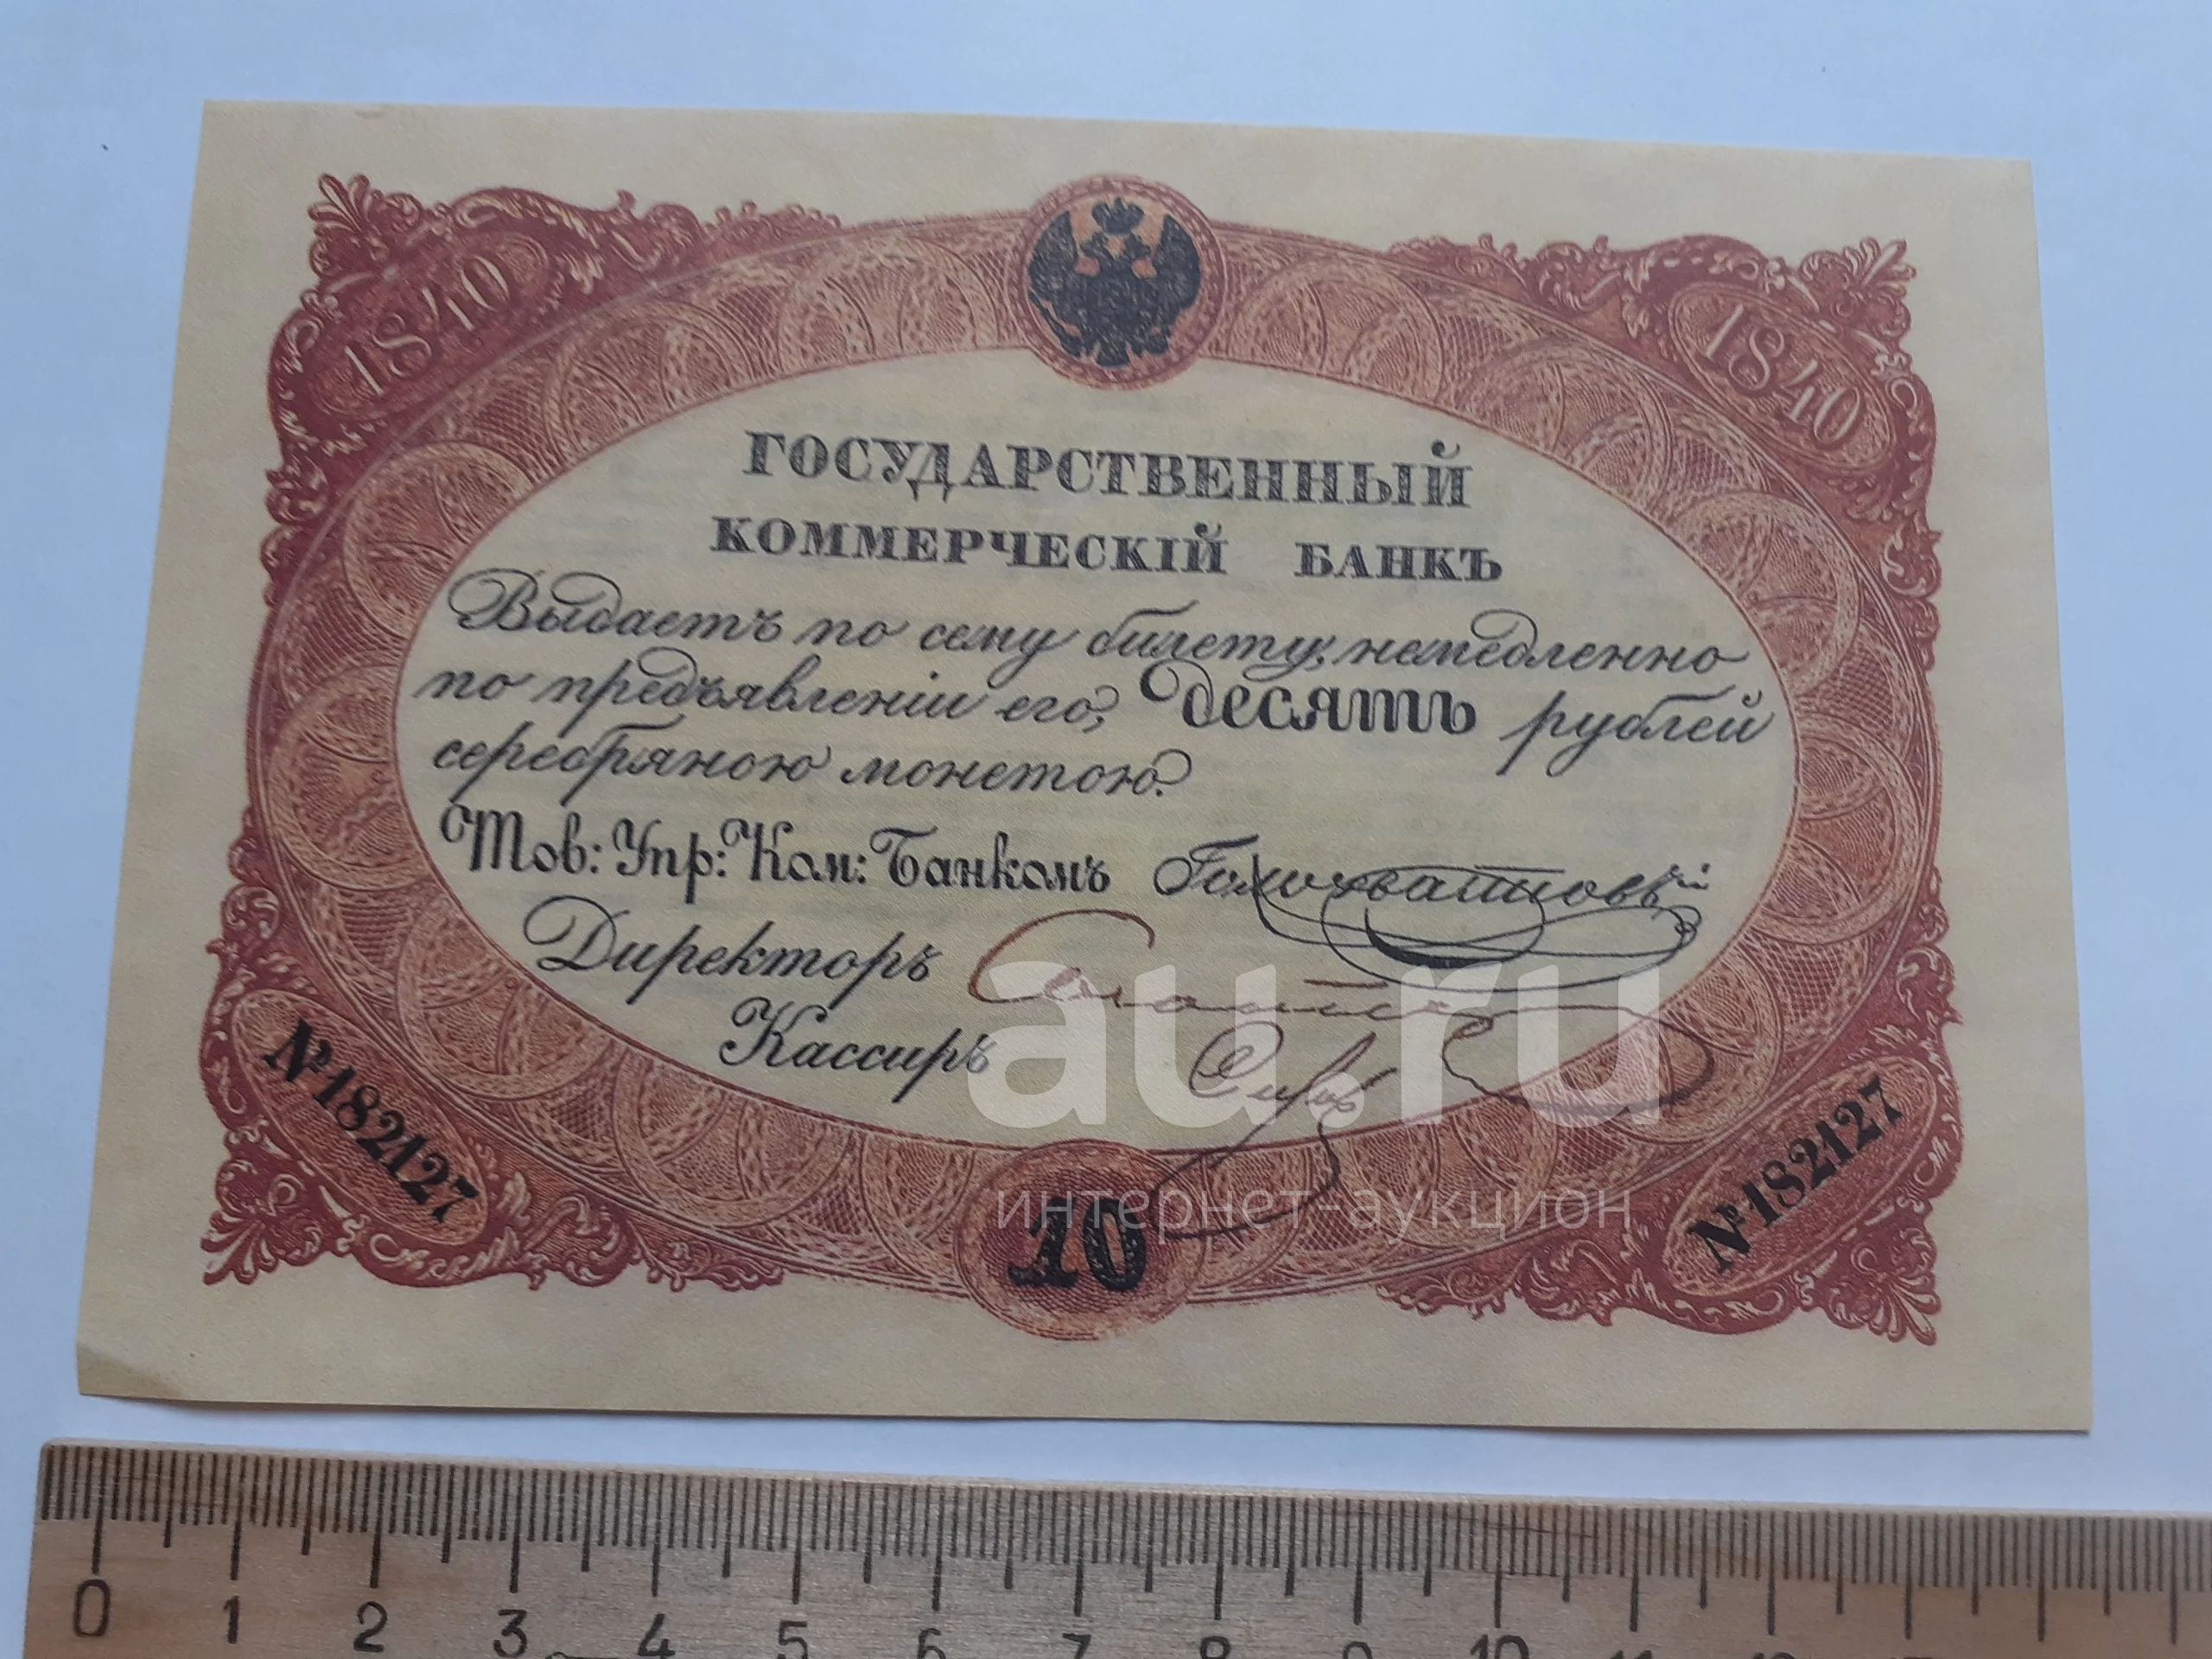 1840
1840
ГОСУДАРСТВЕННЫЙ
КОММЕРЧЕСКІЙ БАНКЪ
Выдаетъ по сему билету, немедленно
по предъявленіи его, десять рублей
серебряною монетою.
Тов: Упр: Ком: Банкомъ
Директоръ
Кассиръ
№182127
№182127
10
au.ru
интернет-аукцион
0 1 2 3 4 5 6 7 8 9 10 11 12 13